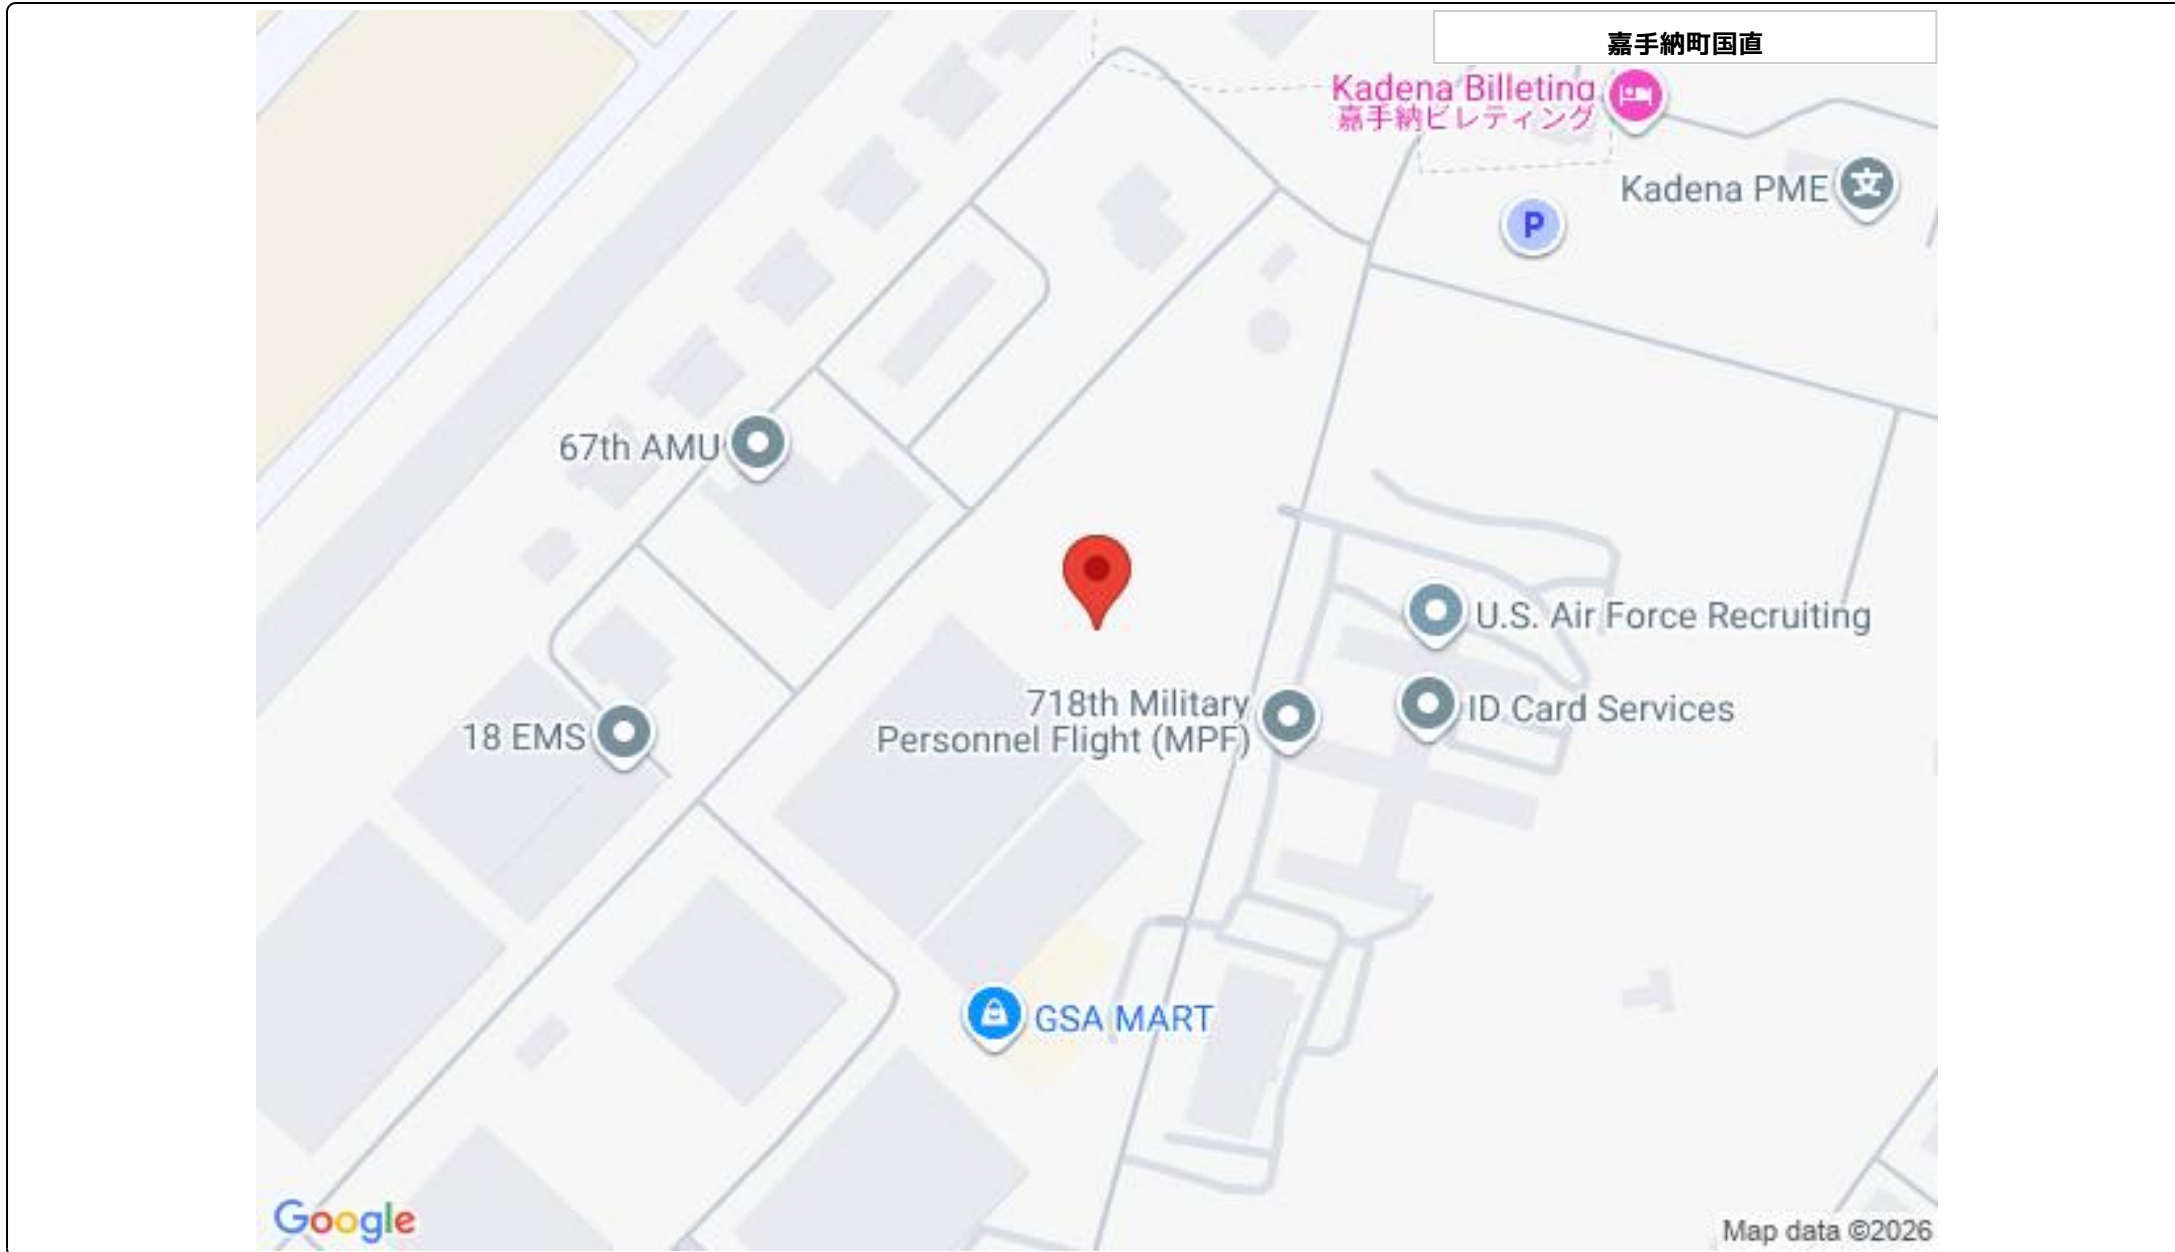 嘉手納町国直
Kadena Billeting
嘉手納ビレティング
Kadena PME
P
67th AMU
U.S. Air Force Recruiting
718th Military
Personnel Flight (MPF)
ID Card Services
18 EMS
GSA MART
Google
Map data ©2026